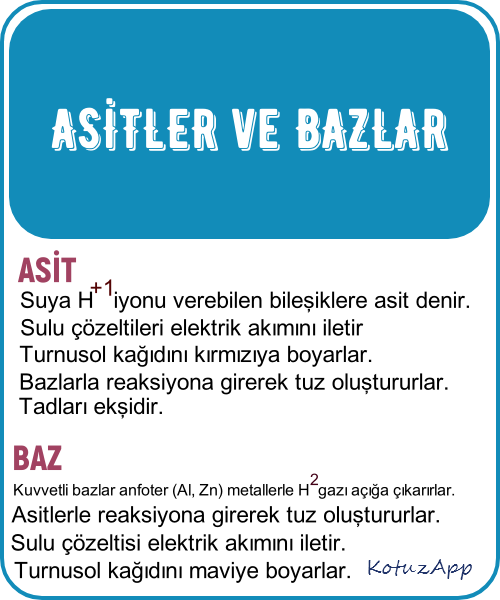 ASİTLER VE BAZLAR
ASİT
Suya H+1 iyonu verebilen bileşiklere asit denir.
Sulu çözeltileri elektrik akımını iletir
Turnusol kağıdını kırmızıya boyarlar.
Bazlarla reaksiyona girerek tuz oluştururlar.
Tadları ekşidir.
BAZ
Kuvvetli bazlar anfoter (Al, Zn) metallerle H2 gazı açığa çıkarırlar.
Asitlerle reaksiyona girerek tuz oluştururlar.
Sulu çözeltisi elektrik akımını iletir.
Turnusol kağıdını maviye boyarlar.
KotuzApp